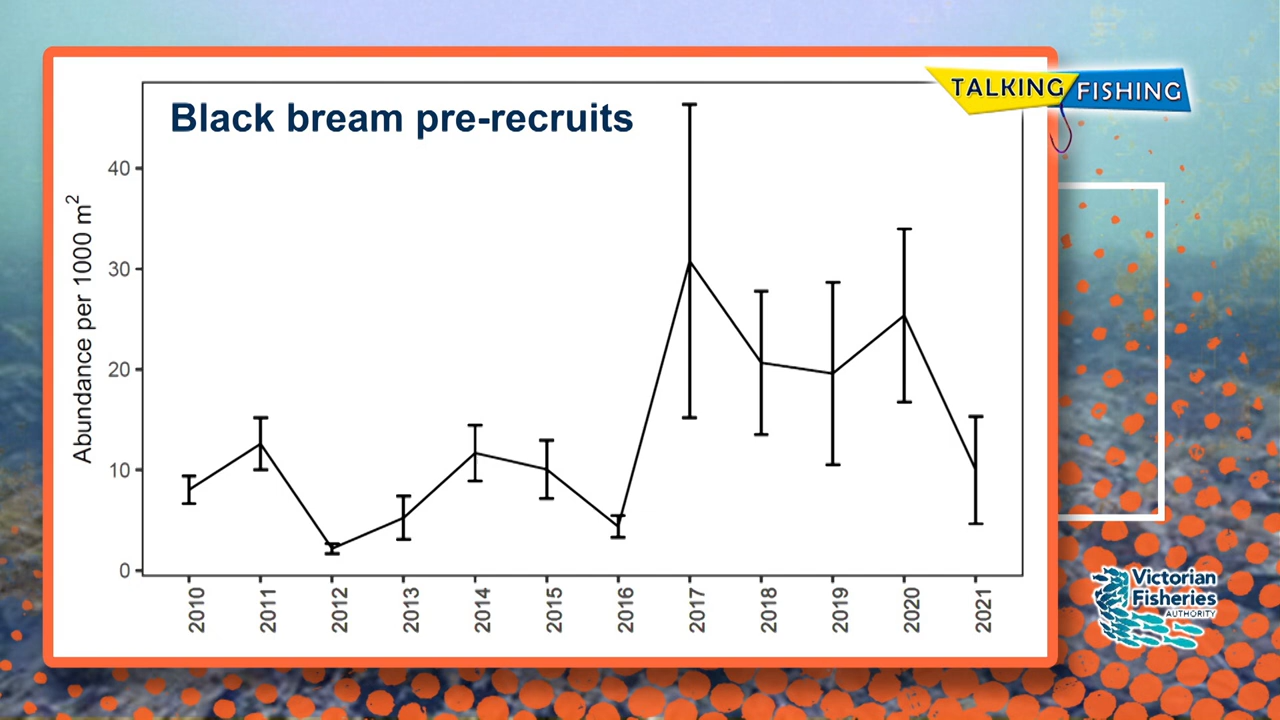 Black bream pre-recruits
TALKING FISHING
Abundance per 1000 m²
40
30
20
10
0
2010
2011
2012
2013
2014
2015
2016
2017
2018
2019
2020
2021
Victorian
Fisheries
AUTHORITY